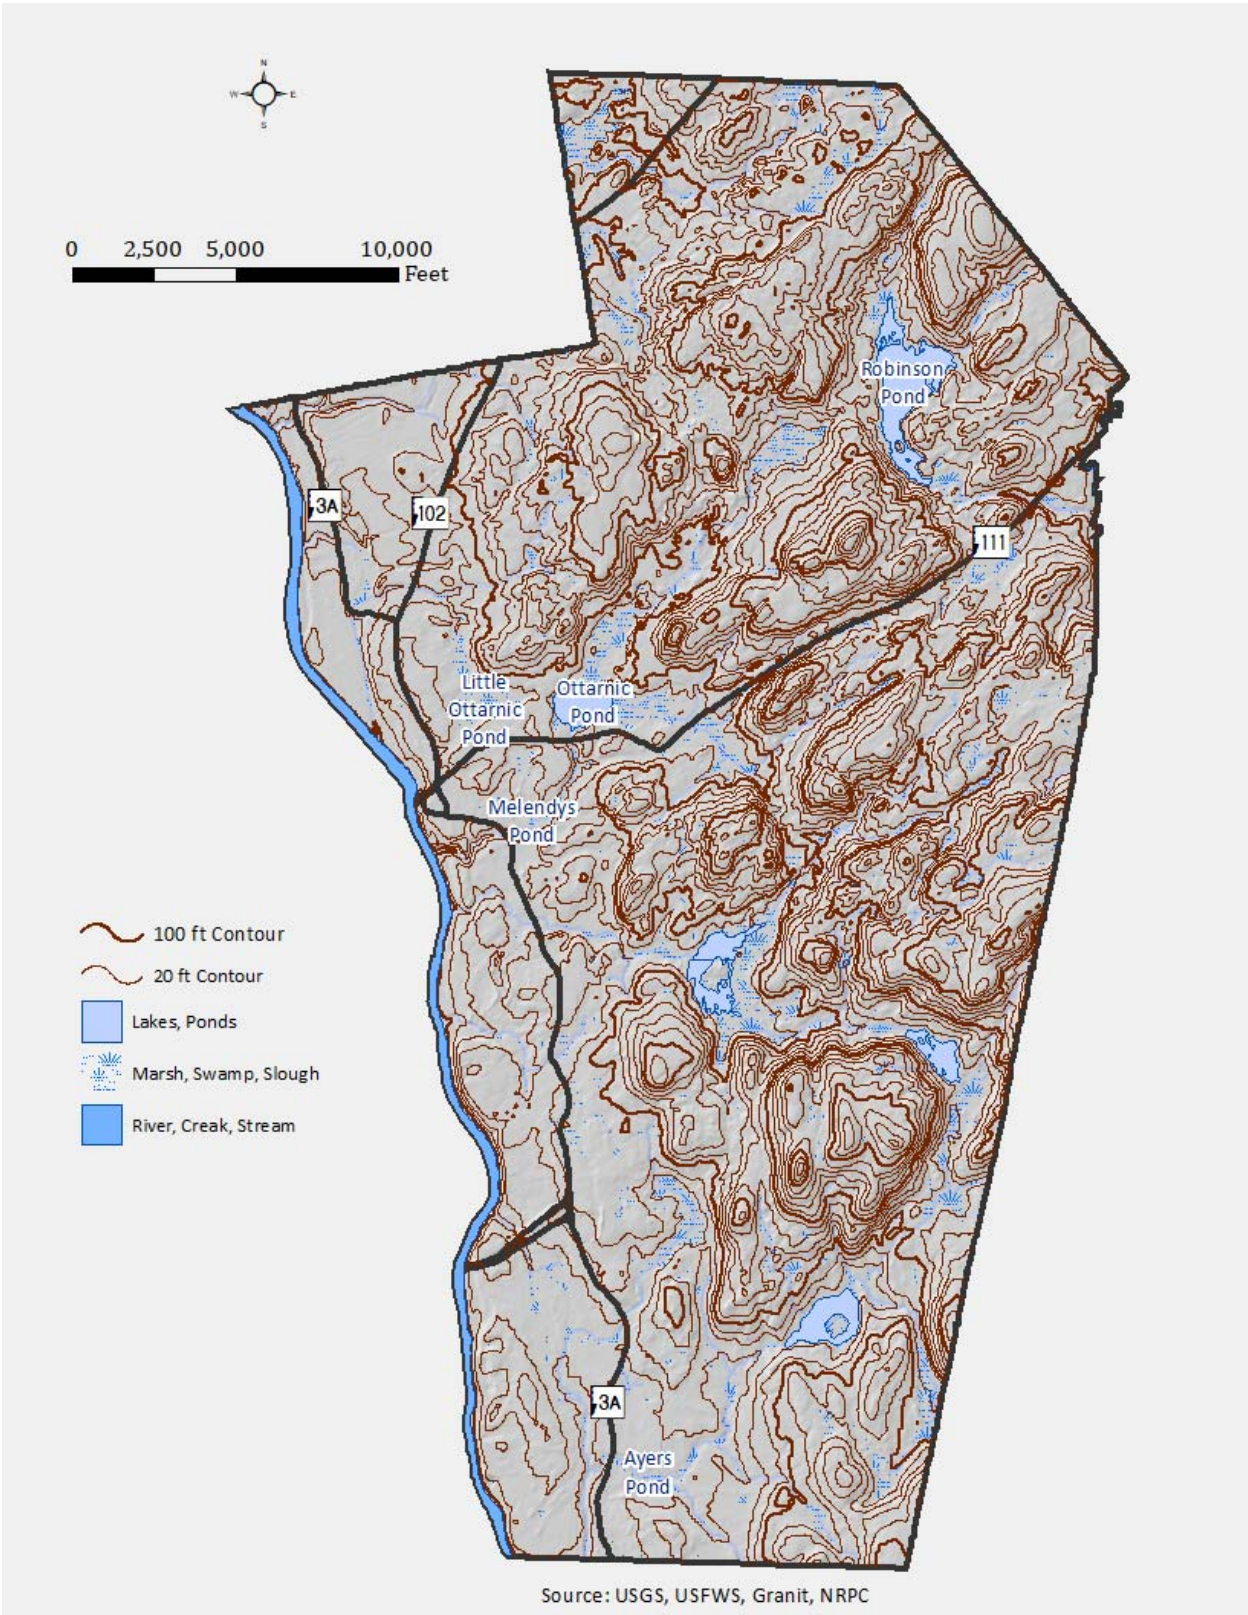 N
W E
S
0 2,500 5,000 10,000
Feet
Robinson
Pond
3A
102
111
Little
Ottarnic
Pond
Ottarnic
Pond
Melendys
Pond
100 ft Contour
20 ft Contour
Lakes, Ponds
Marsh, Swamp, Slough
River, Creak, Stream
3A
Ayers
Pond
Source: USGS, USFWS, Granit, NRPC